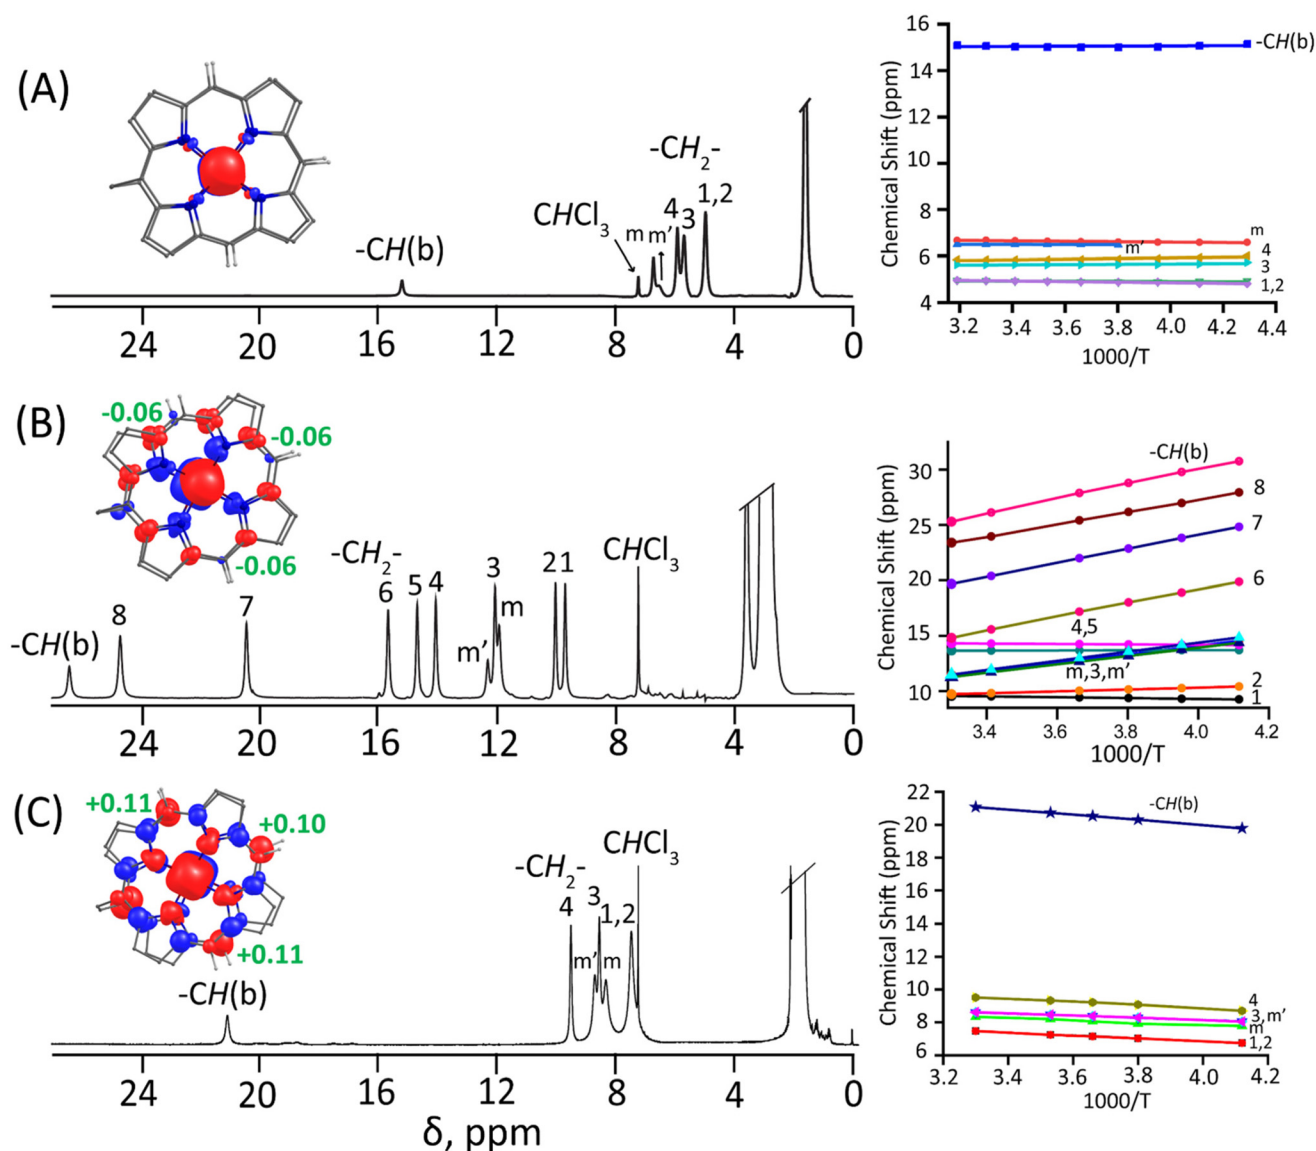 (A)
-CH(b)
CHCl3
m
m'
-CH2-
4
3
1,2
24
20
16
12
8
4
0
Chemical Shift (ppm)
16
14
12
10
8
6
4
-CH(b)
m
m'
4
3
1,2
3.2
3.4
3.6
3.8
4.0
4.2
4.4
1000/T
(B)
-0.06
-0.06
-0.06
-CH(b)
8
7
-CH2-
6
5
4
3
m'
m
21
CHCl3
24
20
16
12
8
4
0
Chemical Shift (ppm)
30
25
20
15
10
-CH(b)
8
7
6
4,5
m,3,m'
2
1
3.4
3.6
3.8
4.0
4.2
1000/T
(C)
+0.11
+0.10
+0.11
-CH(b)
-CH2-
CHCl3
4
3
1,2
m'
m
24
20
16
12
8
4
0
δ, ppm
Chemical Shift (ppm)
22
20
18
16
14
12
10
8
6
-CH(b)
4
3,m'
m
1,2
3.2
3.4
3.6
3.8
4.0
4.2
1000/T